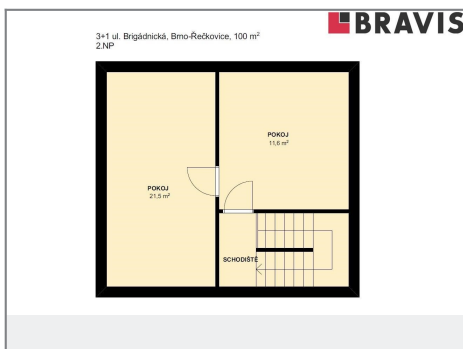 BRAVIS
3+1 ul. Brigádnická, Brno-Řečkovice, 100 m²
2.NP
POKOJ
11,6 m²
POKOJ
21,5 m²
SCHODIŠTĚ